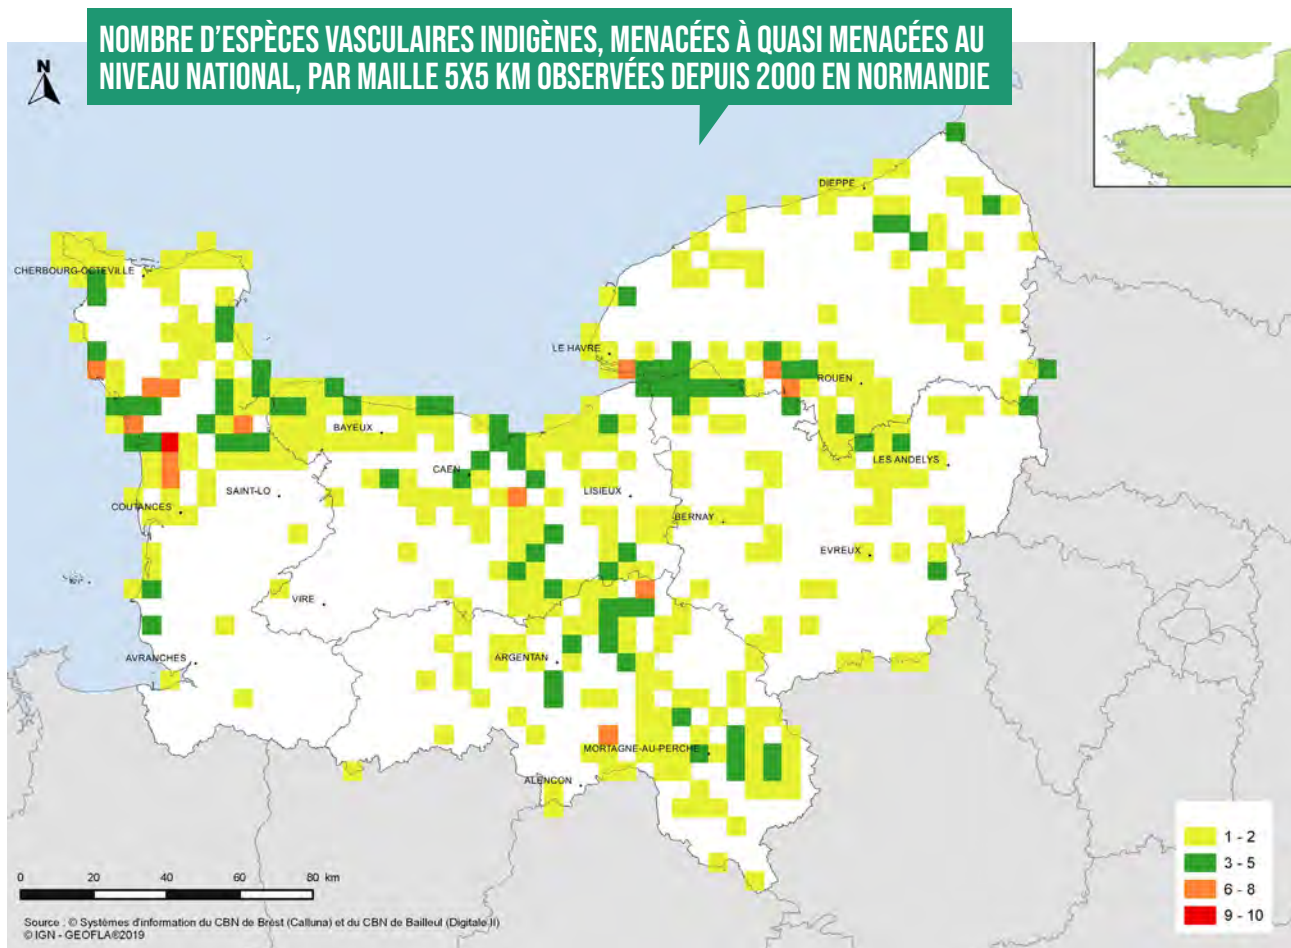 NOMBRE D'ESPÈCES VASCULAIRES INDIGÈNES, MENACÉES À QUASI MENACÉES AU
NIVEAU NATIONAL, PAR MAILLE 5X5 KM OBSERVÉES DEPUIS 2000 EN NORMANDIE
N
DIEPPE
CHERBOURG-OCTEVILLE
LE HAVRE
ROUEN
BAYEUX
CAEN
LES ANDELYS
SAINT-LO
LISIEUX
COUTANCES
BERNAY
EVREUX
VIRE
AVRANCHES
ARGENTAN
MORTAGNE-AU-PERCHE
ALENCON
1 - 2
3 - 5
6 - 8
9 - 10
0 20 40 60 80 km
Source : © Systèmes d'information du CBN de Brest (Calluna) et du CBN de Bailleul (Digitale II)
© IGN - GEOFLA®2019